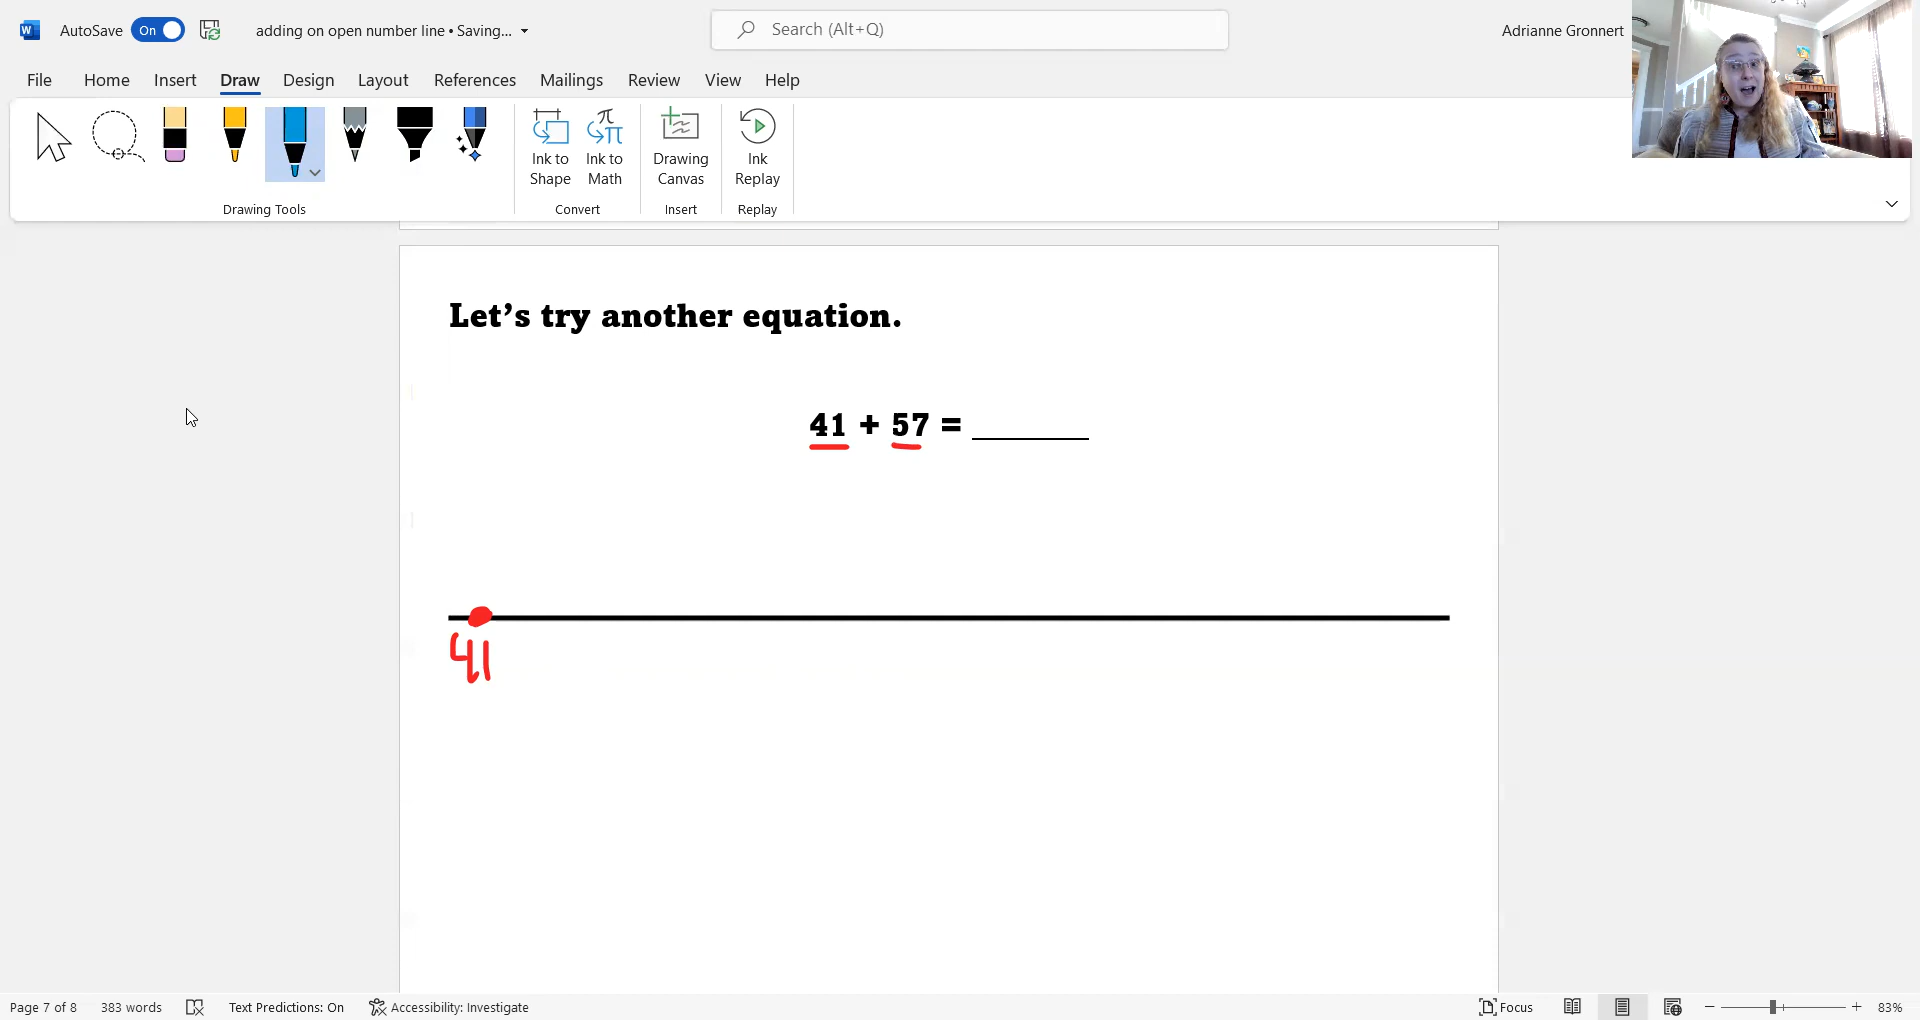 AutoSave On adding on open number line • Saving... Search (Alt+Q) Adrianne Gronnert
File Home Insert Draw Design Layout References Mailings Review View Help
Ink to Shape
Ink to Math
Drawing Canvas
Ink Replay
Drawing Tools Convert Insert Replay
Let’s try another equation.
41 + 57 = ________
41
Page 7 of 8 383 words Text Predictions: On Accessibility: Investigate Focus 83%